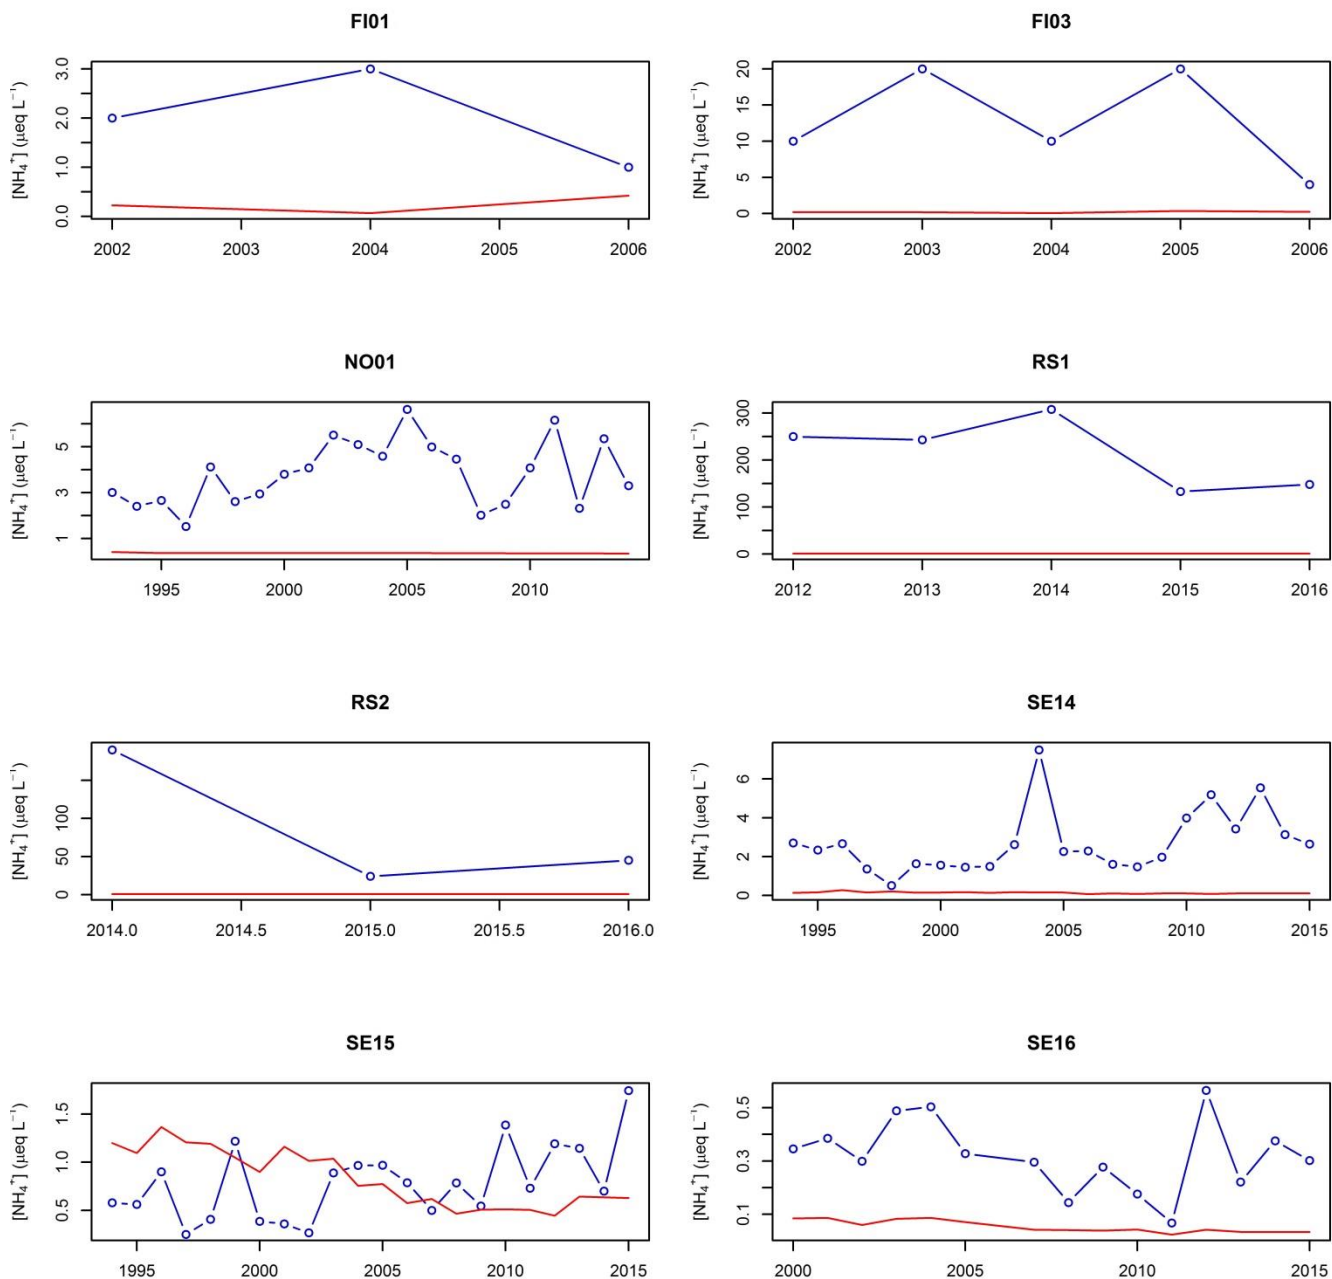 FI01
[NH₄⁺] (µeq L⁻¹)
3.0
2.0
1.0
0.0
2002 2003 2004 2005 2006
FI03
[NH₄⁺] (µeq L⁻¹)
20
15
10
5
0
2002 2003 2004 2005 2006
NO01
[NH₄⁺] (µeq L⁻¹)
5
3
1
1995 2000 2005 2010
RS1
[NH₄⁺] (µeq L⁻¹)
300
200
100
0
2012 2013 2014 2015 2016
RS2
[NH₄⁺] (µeq L⁻¹)
100
50
0
2014.0 2014.5 2015.0 2015.5 2016.0
SE14
[NH₄⁺] (µeq L⁻¹)
6
4
2
0
1995 2000 2005 2010 2015
SE15
[NH₄⁺] (µeq L⁻¹)
1.5
1.0
0.5
1995 2000 2005 2010 2015
SE16
[NH₄⁺] (µeq L⁻¹)
0.5
0.3
0.1
2000 2005 2010 2015